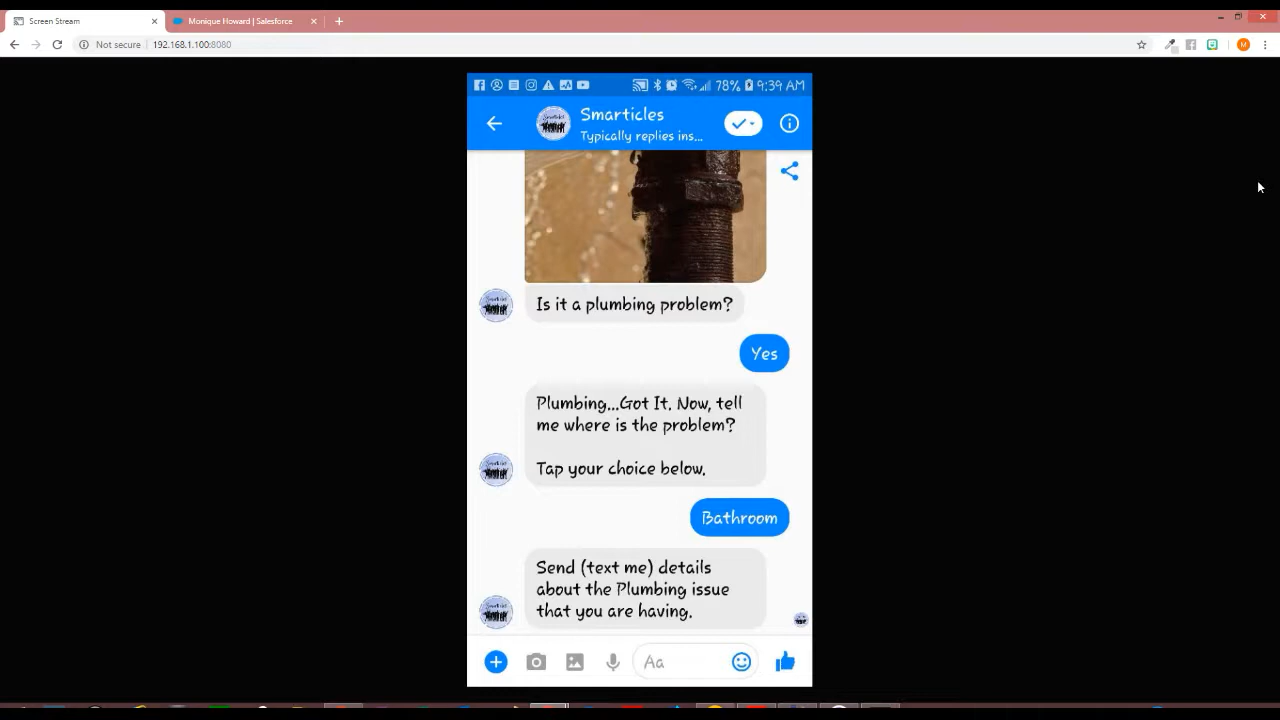 Screen Stream
Monique Howard | Salesforce
Not secure
192.168.1.100:8080
M
78%
9:39 AM
Smarticles
Typically replies ins...
Is it a plumbing problem?
Yes
Plumbing...Got It. Now, tell
me where is the problem?
Tap your choice below.
Bathroom
Send (text me) details
about the Plumbing issue
that you are having.
Aa